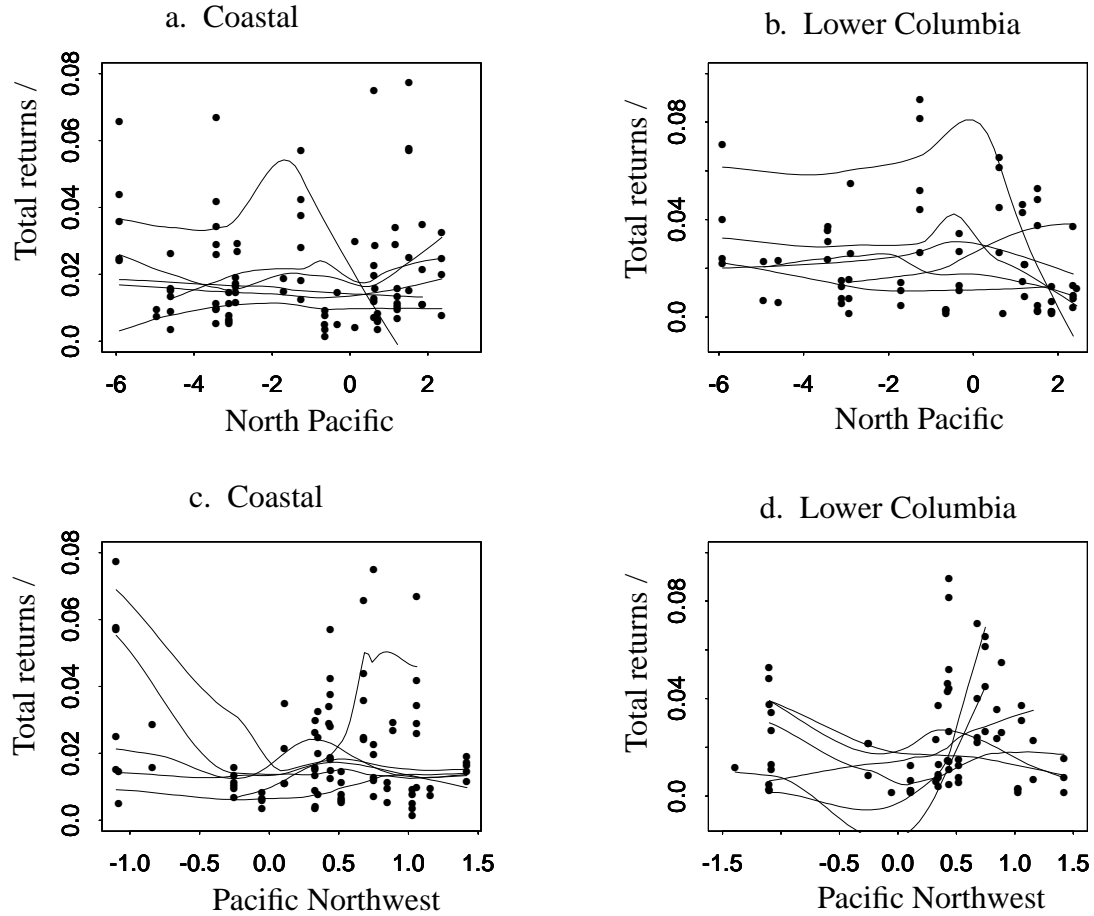 a. Coastal
Total returns /
0.08
0.06
0.04
0.02
0.0
-6 -4 -2 0 2
North Pacific
b. Lower Columbia
Total returns /
0.08
0.04
0.0
-6 -4 -2 0 2
North Pacific
c. Coastal
Total returns /
0.08
0.06
0.04
0.02
0.0
-1.0 -0.5 0.0 0.5 1.0 1.5
Pacific Northwest
d. Lower Columbia
Total returns /
0.08
0.04
0.0
-1.5 -0.5 0.0 0.5 1.0 1.5
Pacific Northwest